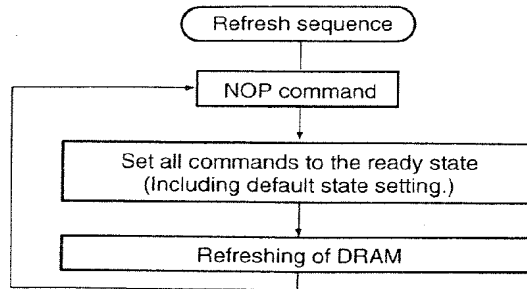 Refresh sequence
NOP command
Set all commands to the ready state
(Including default state setting.)
Refreshing of DRAM